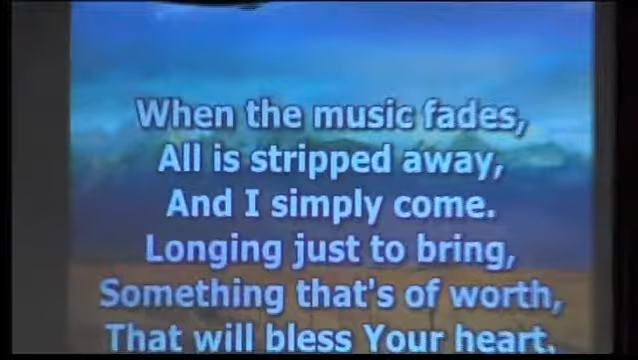 When the music fades,
All is stripped away,
And I simply come.
Longing just to bring,
Something that's of worth,
That will bless Your heart.